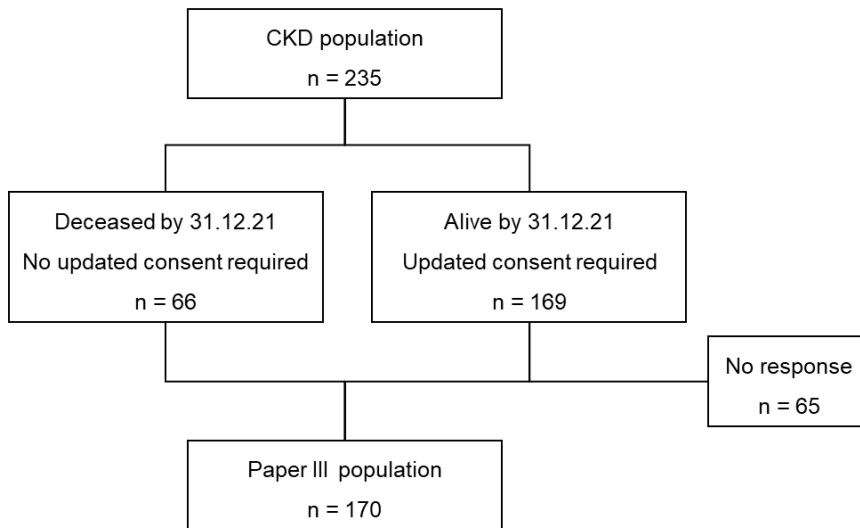 CKD population
n = 235
Deceased by 31.12.21
No updated consent required
n = 66
Alive by 31.12.21
Updated consent required
n = 169
No response
n = 65
Paper III population
n = 170